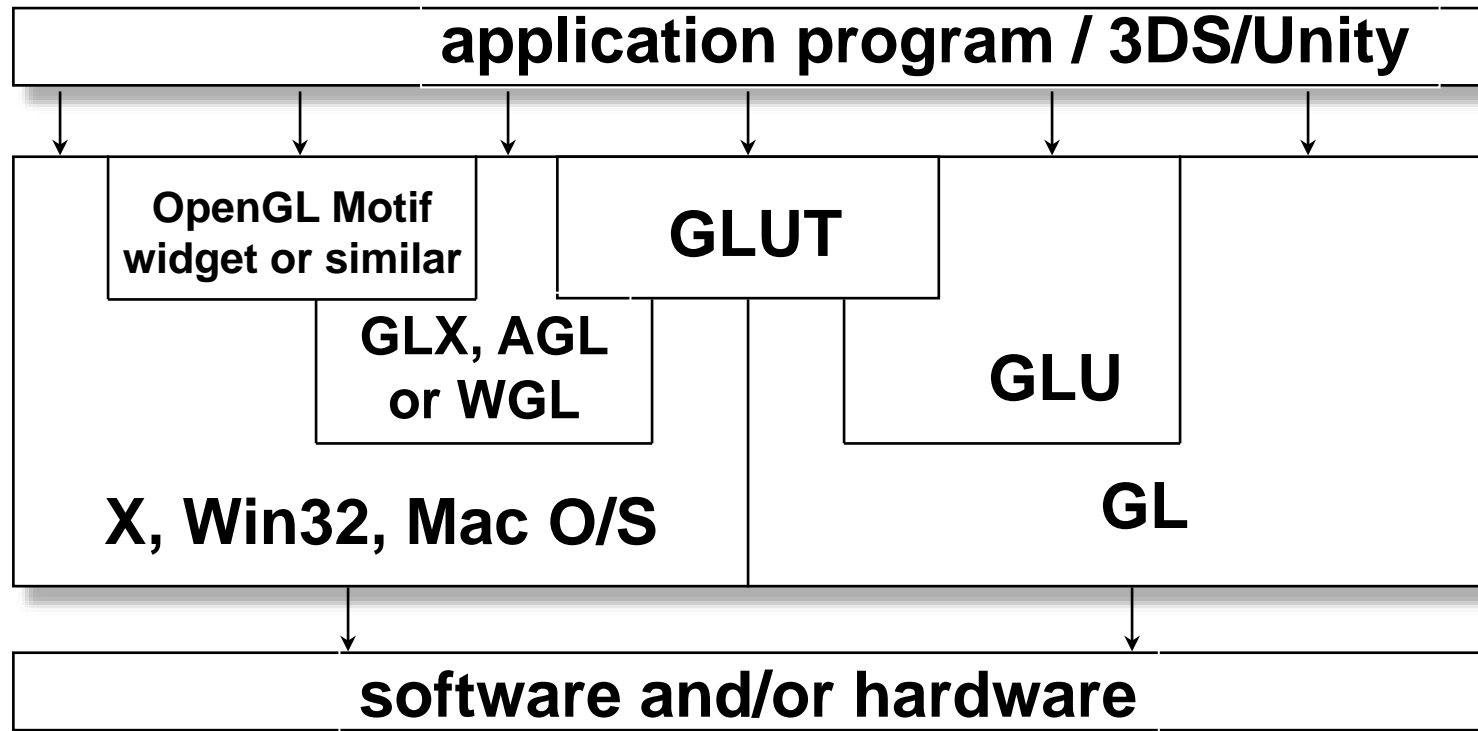 application program / 3DS/Unity
OpenGL Motif
widget or similar
GLUT
GLX, AGL
or WGL
GLU
X, Win32, Mac O/S
GL
software and/or hardware